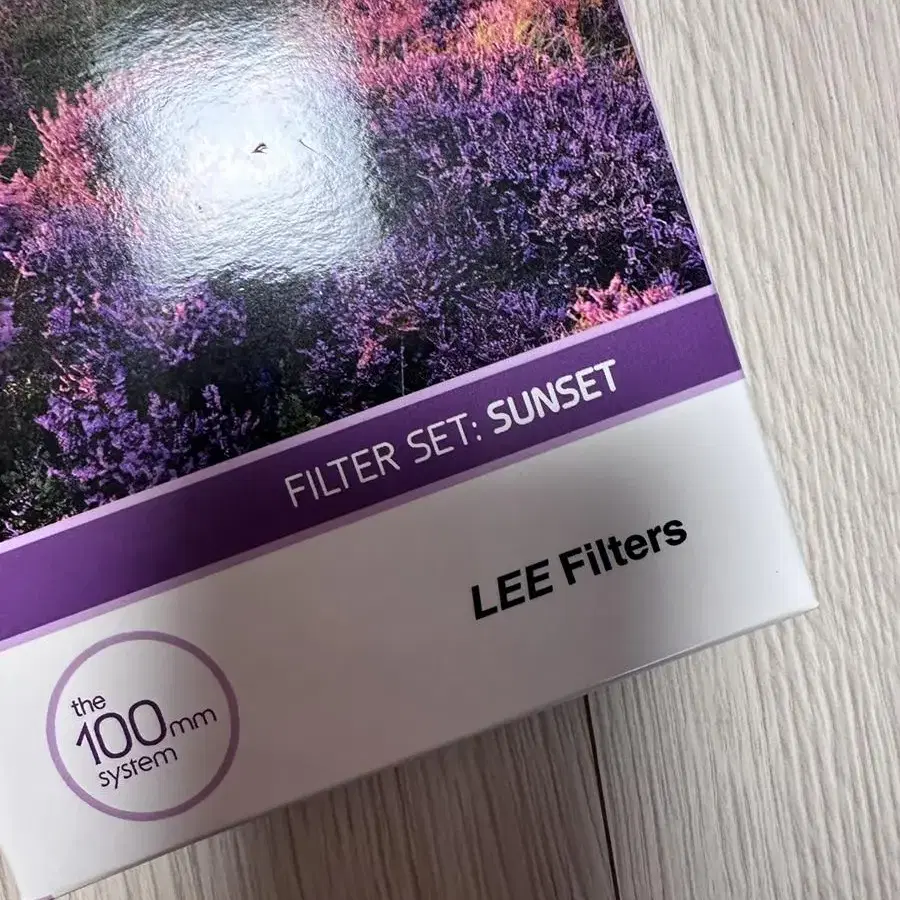 FILTER SET: SUNSET
LEE Filters
the
100mm
system